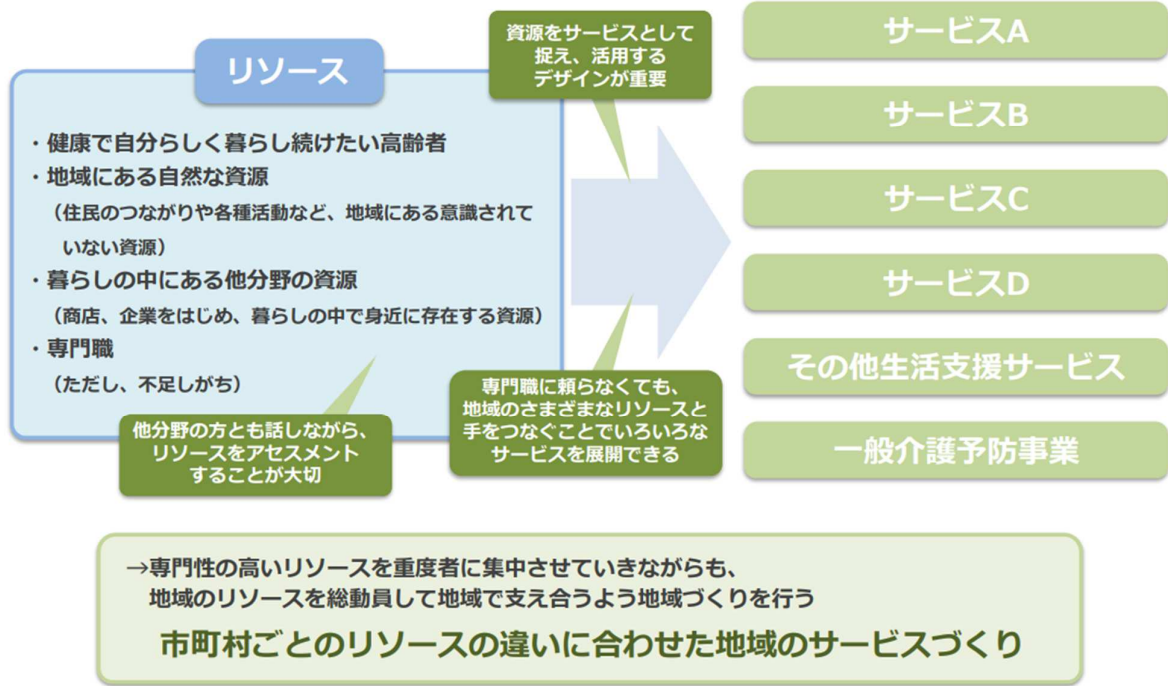 リソース
・健康で自分らしく暮らし続けたい高齢者
・地域にある自然な資源
（住民のつながりや各種活動など、地域にある意識されて
いない資源）
・暮らしの中にある他分野の資源
（商店、企業をはじめ、暮らしの中で身近に存在する資源）
・専門職
（ただし、不足しがち）
他分野の方とも話しながら、
リソースをアセスメント
することが大切
資源をサービスとして
捉え、活用する
デザインが重要
専門職に頼らなくても、
地域のさまざまなリソースと
手をつなぐことでいろいろな
サービスを展開できる
サービスA
サービスB
サービスC
サービスD
その他生活支援サービス
一般介護予防事業
→専門性の高いリソースを重度者に集中させていきながらも、
地域のリソースを総動員して地域で支え合うよう地域づくりを行う
市町村ごとのリソースの違いに合わせた地域のサービスづくり